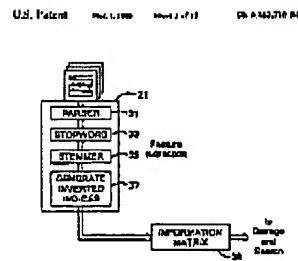 U.S. Patent
21
PARSER 31
STOPWORD 33
STEMMER 35
Feature
Extraction
GENERATE 37
INVERTED
INDICES
INFORMATION
MATRIX
To
Storage
and
Search